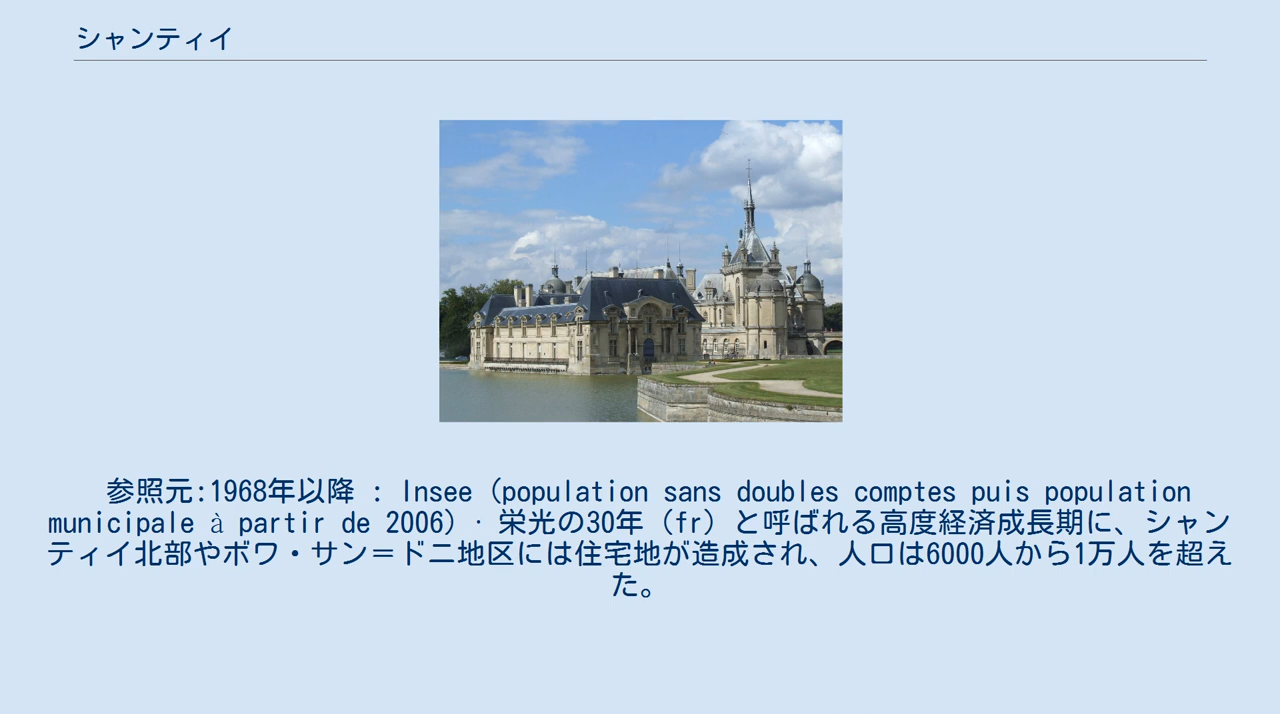 シャンティイ
参照元:1968年以降 : Insee (population sans doubles comptes puis population
municipale à partir de 2006) · 栄光の30年 (fr) と呼ばれる高度経済成長期に、シャン
ティイ北部やボワ・サン＝ドニ地区には住宅地が造成され、人口は6000人から1万人を超え
た。